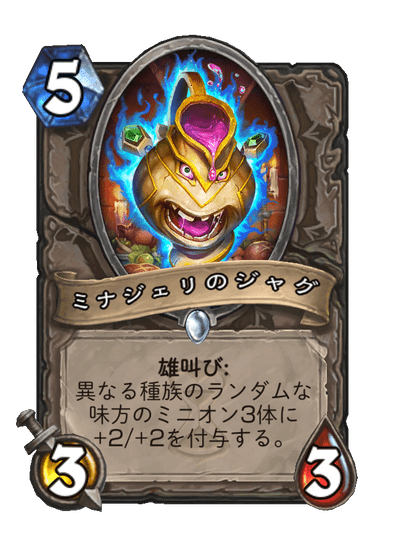 5
ミナジェリのジャグ
雄叫び:
異なる種族のランダムな
味方のミニオン3体に
+2/+2を付与する。
3
3